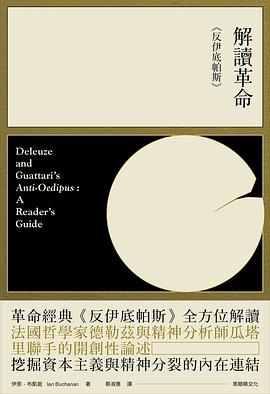 解讀革命
《反伊底帕斯》
Deleuze
and
Guattari's
Anti-Oedipus :
A
Reader's
Guide
革命經典《反伊底帕斯》全方位解讀
法國哲學家德勒茲與精神分析師瓜塔
里聯手的開創性論述
挖掘資本主義與精神分裂的內在連結
伊恩・布凱能 Ian Buchanan 著 蔡淑惠 譯 黑眼睛文化